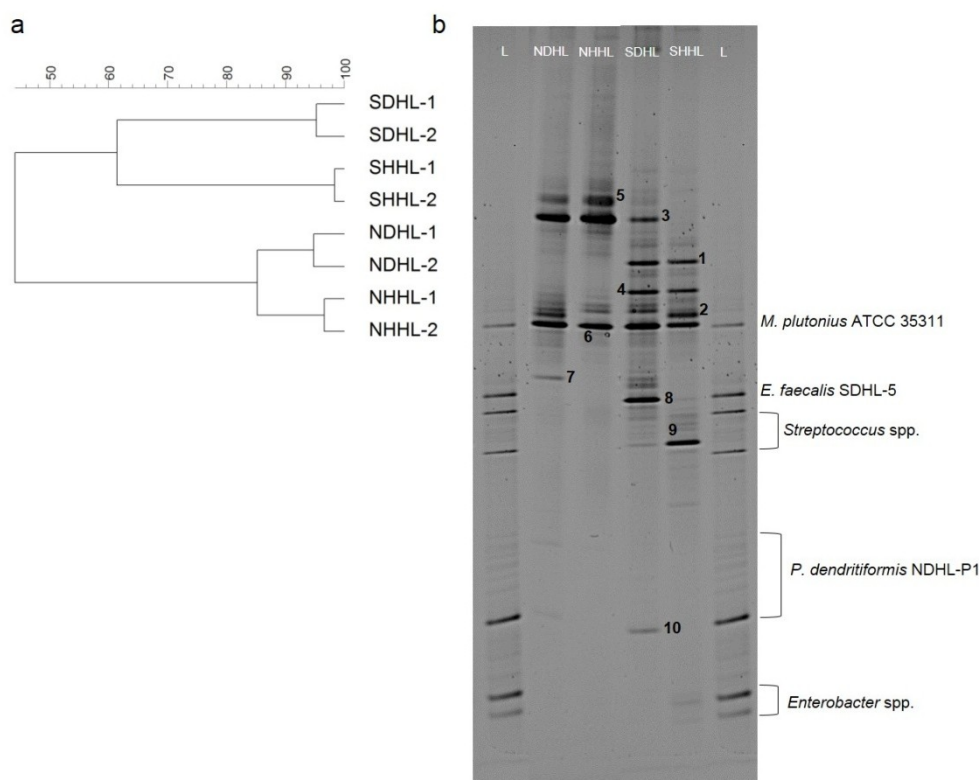 a
50 60 70 80 90 100
SDHL-1
SDHL-2
SHHL-1
SHHL-2
NDHL-1
NDHL-2
NHHL-1
NHHL-2
b
L NDHL NHHL SDHL SHHL L
5
3
1
4
2
6
7
8
9
10
M. plutonius ATCC 35311
E. faecalis SDHL-5
Streptococcus spp.
P. dendritiformis NDHL-P1
Enterobacter spp.